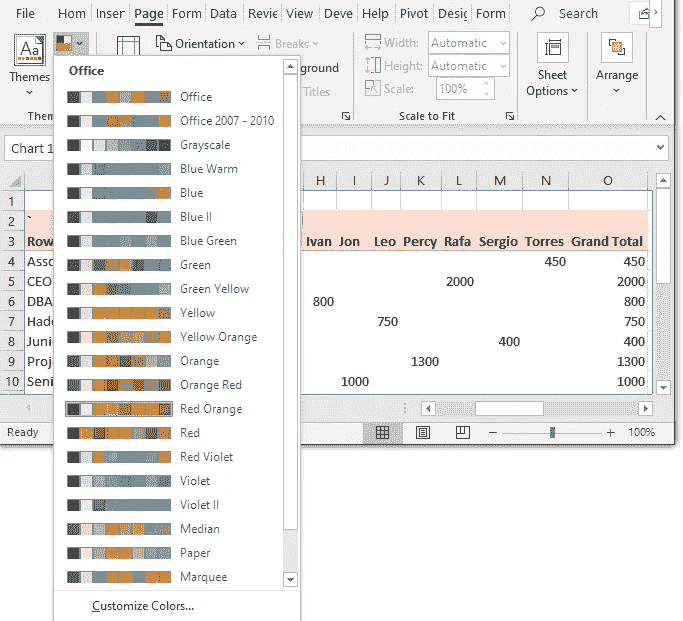 File Hom Inser Page Form Data Revie View Deve Help Pivot Desig Form Search
Aa Orientation Breaks Width: Automatic
Height: Automatic
Themes ground Scale: 100% Sheet Options Arrange
Titles
Them Scale to Fit
Office
Office
Office 2007 - 2010
Grayscale
Blue Warm
Blue
Blue II
Blue Green
Green
Green Yellow
Yellow
Yellow Orange
Orange
Orange Red
Red Orange
Red
Red Violet
Violet
Violet II
Median
Paper
Marquee
Customize Colors...
Chart 1
H I J K L M N O
1
2 `
3 Row Ivan Jon Leo Percy Rafa Sergio Torres Grand Total
4 Asso 450 450
5 CEO 2000 2000
6 DBA 800 800
7 Hado 750 750
8 Juni 400 400
9 Proj 1300 1300
10 Seni 1000 1000
Ready 100%